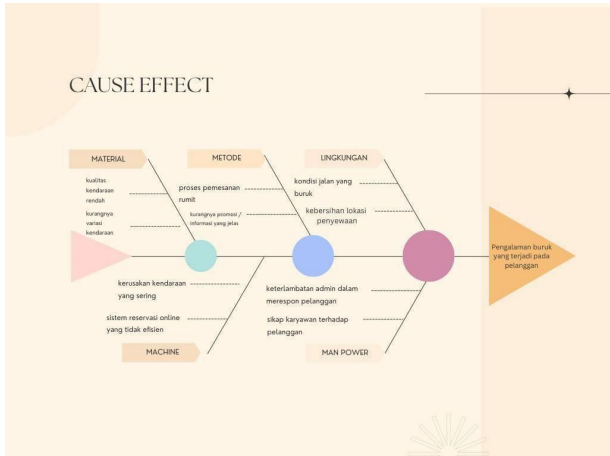 CAUSE EFFECT
MATERIAL
METODE
LINGKUNGAN
kualitas
kendaraan
rendah
kurangnya
variasi
kendaraan
proses pemesanan
rumit
kurangnya promosi /
informasi yang jelas
kondisi jalan yang
buruk
kebersihan lokasi
penyewaan
Pengalaman buruk
yang terjadi pada
pelanggan
kerusakan kendaraan
yang sering
sistem reservasi online
yang tidak efisien
keterlambatan admin dalam
merespon pelanggan
sikap karyawan terhadap
pelanggan
MACHINE
MAN POWER